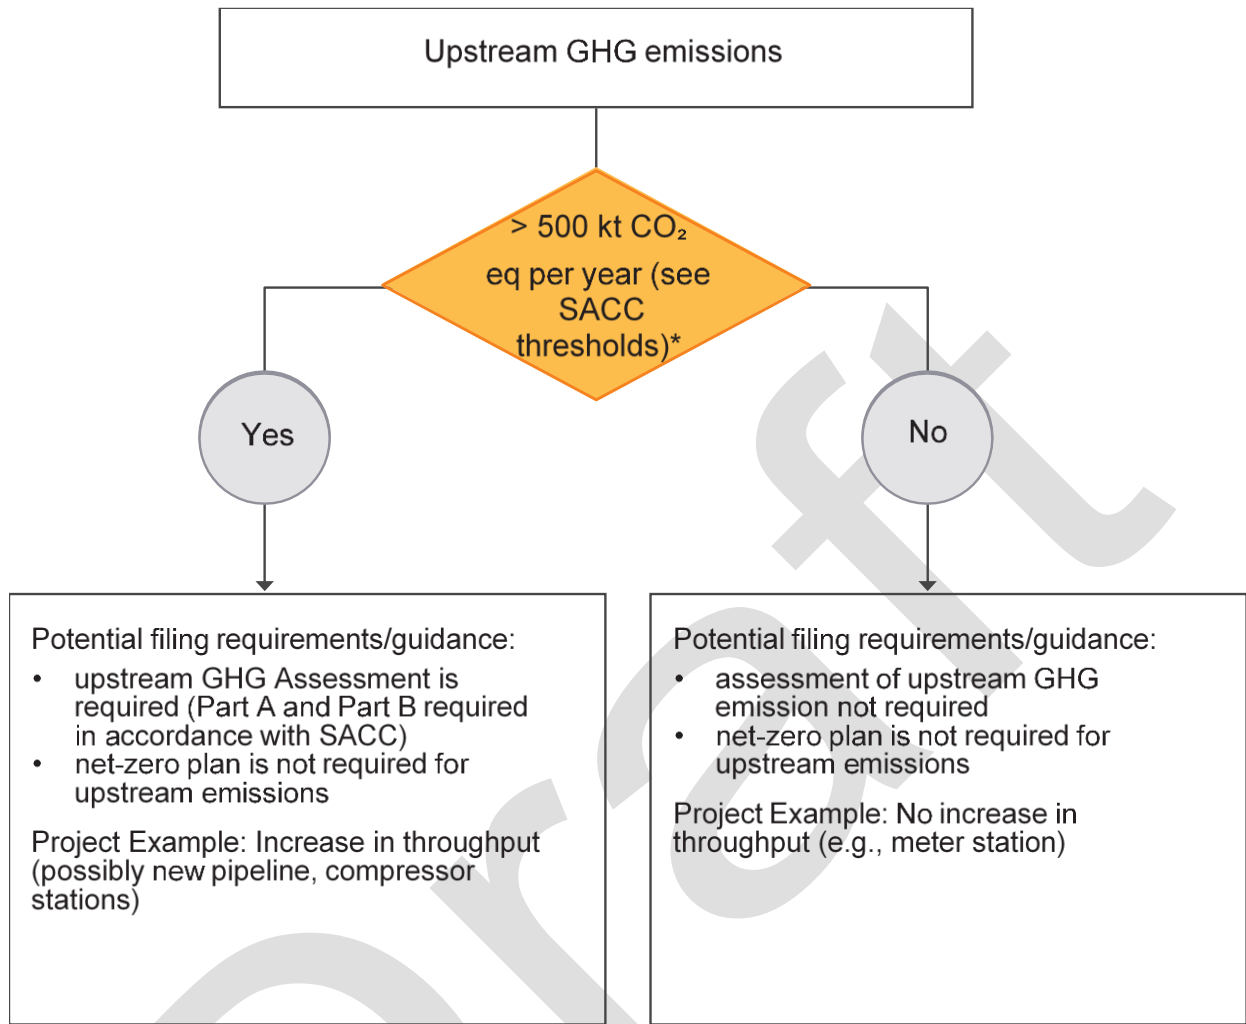 Upstream GHG emissions
> 500 kt CO₂
eq per year (see
SACC
thresholds)*
Yes
No
Potential filing requirements/guidance:
• upstream GHG Assessment is
required (Part A and Part B required
in accordance with SACC)
• net-zero plan is not required for
upstream emissions
Project Example: Increase in throughput
(possibly new pipeline, compressor
stations)
Potential filing requirements/guidance:
• assessment of upstream GHG
emission not required
• net-zero plan is not required for
upstream emissions
Project Example: No increase in
throughput (e.g., meter station)
Draft